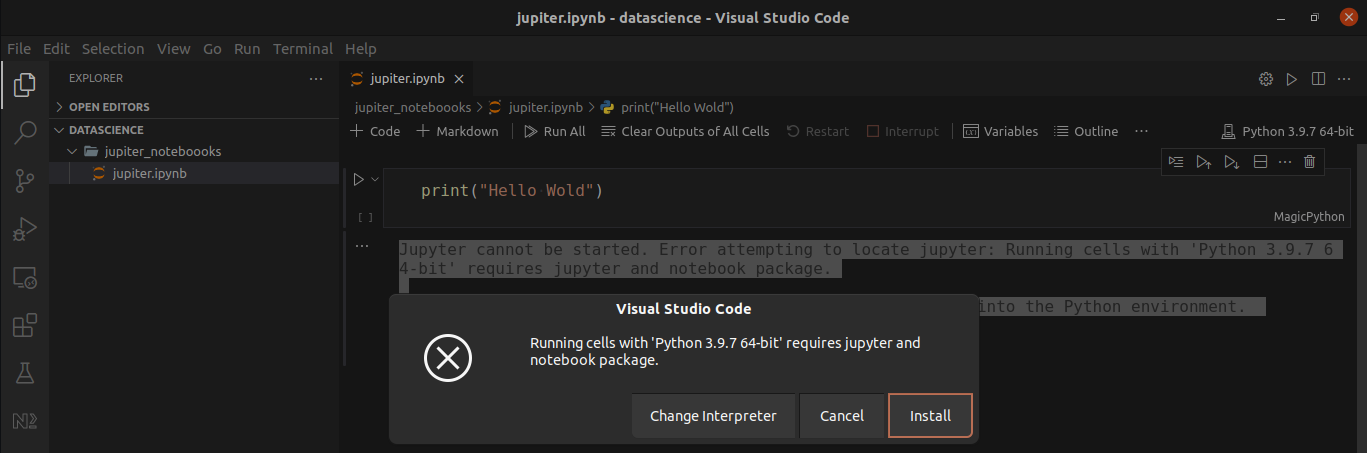 jupiter.ipynb - datascience - Visual Studio Code
File Edit Selection View Go Run Terminal Help
EXPLORER
OPEN EDITORS
DATASCIENCE
jupiter_noteboooks
jupiter.ipynb
jupiter.ipynb
jupiter_noteboooks > jupiter.ipynb > print("Hello Wold")
+ Code + Markdown Run All Clear Outputs of All Cells Restart Interrupt Variables Outline ··· Python 3.9.7 64-bit
print("Hello Wold")
[ ]
MagicPython
Jupyter cannot be started. Error attempting to locate jupyter: Running cells with 'Python 3.9.7 6
4-bit' requires jupyter and notebook package.
into the Python environment.
Visual Studio Code
Running cells with 'Python 3.9.7 64-bit' requires jupyter and
notebook package.
Change Interpreter Cancel Install